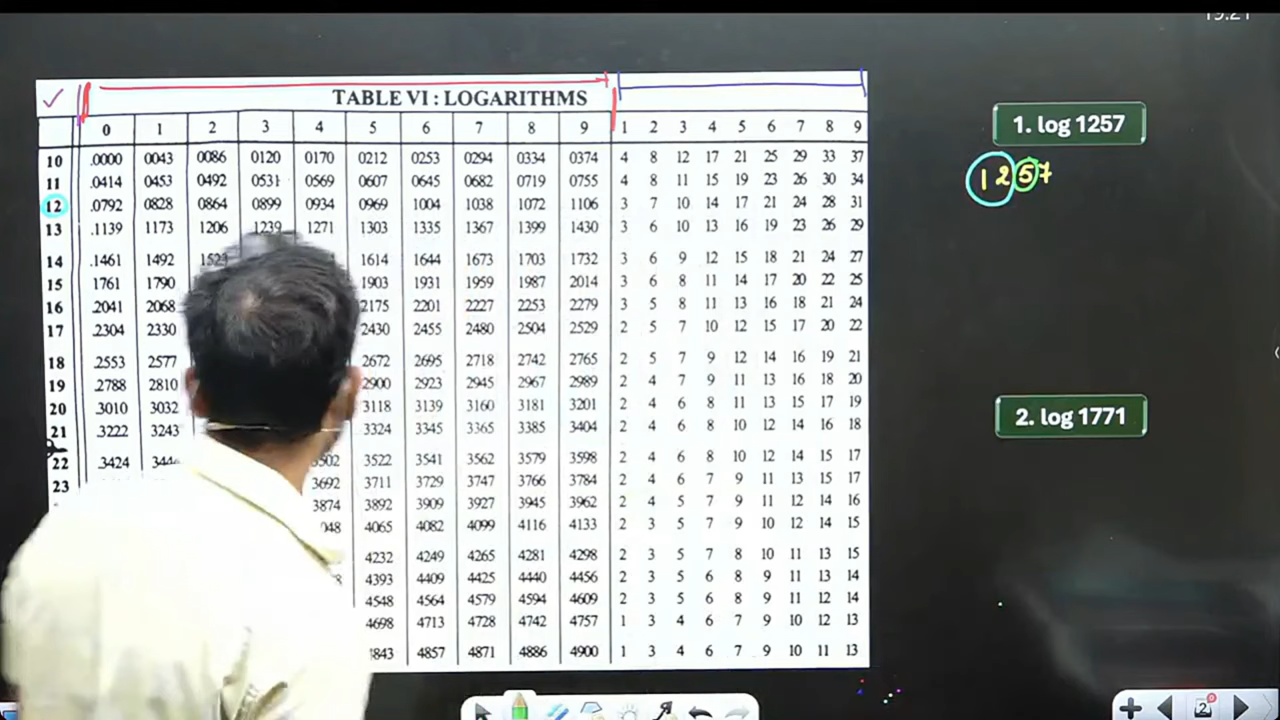 TABLE VI : LOGARITHMS
0 1 2 3 4 5 6 7 8 9 1 2 3 4 5 6 7 8 9
10 .0000 0043 0086 0120 0170 0212 0253 0294 0334 0374 4 8 12 17 21 25 29 33 37
11 .0414 0453 0492 0531 0569 0607 0645 0682 0719 0755 4 8 11 15 19 23 26 30 34
12 .0792 0828 0864 0899 0934 0969 1004 1038 1072 1106 3 7 10 14 17 21 24 28 31
13 .1139 1173 1206 1239 1271 1303 1335 1367 1399 1430 3 6 10 13 16 19 23 26 29
14 .1461 1492 1614 1644 1673 1703 1732 3 6 9 12 15 18 21 24 27
15 1761 1790 1903 1931 1959 1987 2014 3 6 8 11 14 17 20 22 25
16 .2041 2068 2175 2201 2227 2253 2279 3 5 8 11 13 16 18 21 24
17 .2304 2330 2430 2455 2480 2504 2529 2 5 7 10 12 15 17 20 22
18 .2553 2577 2672 2695 2718 2742 2765 2 5 7 9 12 14 16 19 21
19 .2788 2810 2900 2923 2945 2967 2989 2 4 7 9 11 13 16 18 20
20 .3010 3032 3118 3139 3160 3181 3201 2 4 6 8 11 13 15 17 19
21 .3222 3243 3324 3345 3365 3385 3404 2 4 6 8 10 12 14 16 18
22 .3424 3522 3541 3562 3579 3598 2 4 6 8 10 12 14 15 17
23 3692 3711 3729 3747 3766 3784 2 4 6 7 9 11 13 15 17
3874 3892 3909 3927 3945 3962 2 4 5 7 9 11 12 14 16
4065 4082 4099 4116 4133 2 3 5 7 9 10 12 14 15
4232 4249 4265 4281 4298 2 3 5 7 8 10 11 13 15
4393 4409 4425 4440 4456 2 3 5 6 8 9 11 13 14
4548 4564 4579 4594 4609 2 3 5 6 8 9 11 12 14
4698 4713 4728 4742 4757 1 3 4 6 7 9 10 12 13
4857 4871 4886 4900 1 3 4 6 7 9 10 11 13
1. log 1257
1257
2. log 1771
2